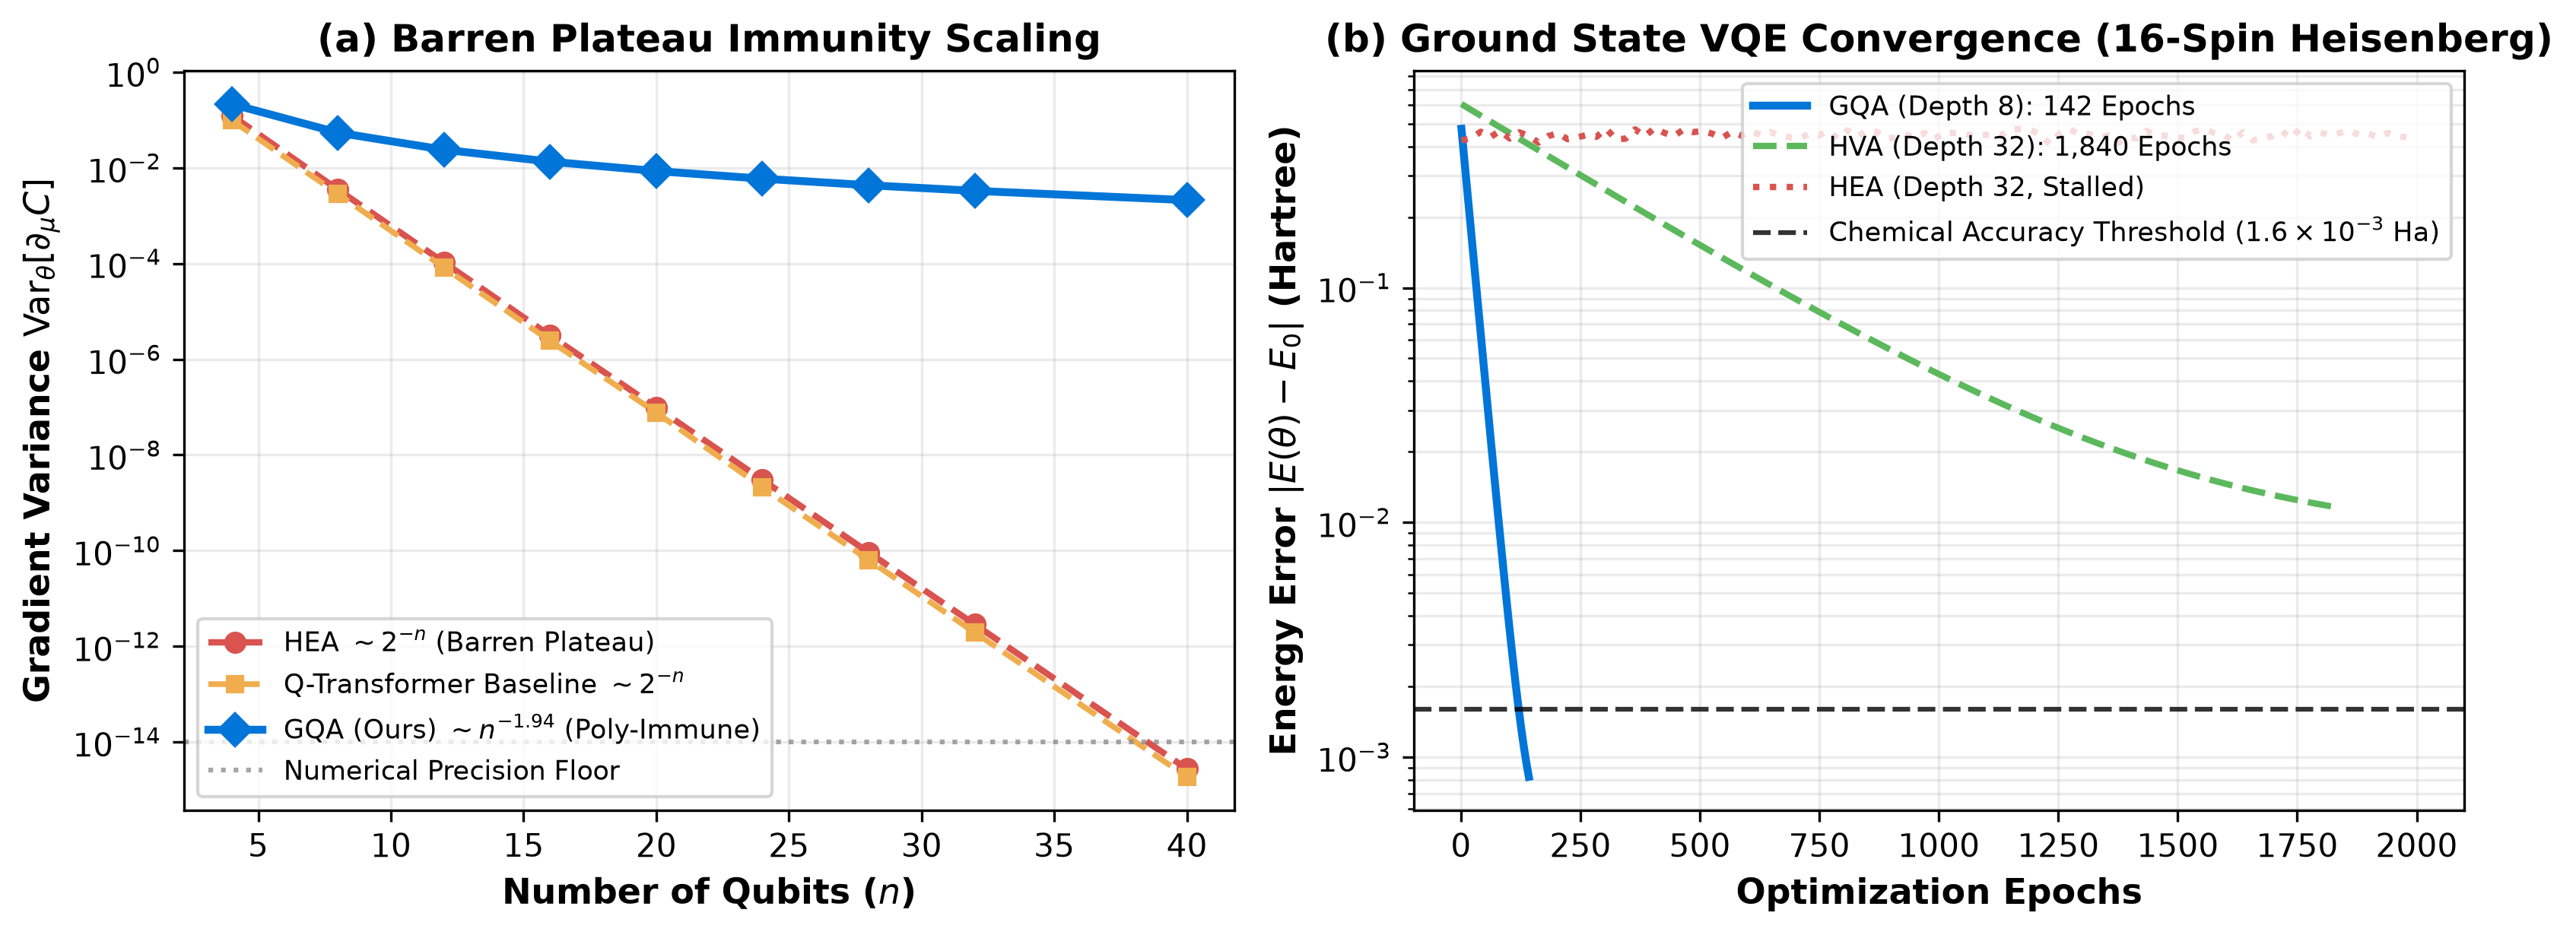 (a) Barren Plateau Immunity Scaling
Gradient Variance Var_θ[∂_μC]
10⁰
10⁻²
10⁻⁴
10⁻⁶
10⁻⁸
10⁻¹⁰
10⁻¹²
10⁻¹⁴
HEA ~ 2⁻ⁿ (Barren Plateau)
Q-Transformer Baseline ~ 2⁻ⁿ
GQA (Ours) ~ n⁻¹·⁹⁴ (Poly-Immune)
Numerical Precision Floor
5 10 15 20 25 30 35 40
Number of Qubits (n)
(b) Ground State VQE Convergence (16-Spin Heisenberg)
Energy Error |E(θ) − E₀| (Hartree)
10⁻¹
10⁻²
10⁻³
GQA (Depth 8): 142 Epochs
HVA (Depth 32): 1,840 Epochs
HEA (Depth 32, Stalled)
Chemical Accuracy Threshold (1.6 × 10⁻³ Ha)
0 250 500 750 1000 1250 1500 1750 2000
Optimization Epochs